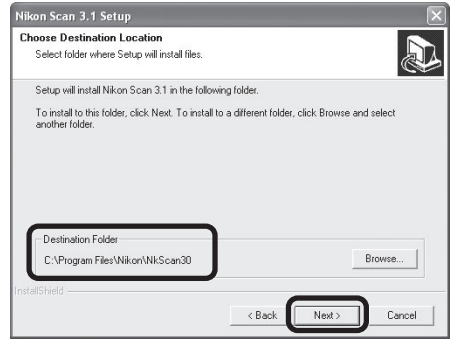 Nikon Scan 3.1 Setup
Choose Destination Location
Select folder where Setup will install files.
Setup will install Nikon Scan 3.1 in the following folder.
To install to this folder, click Next. To install to a different folder, click Browse and select
another folder.
Destination Folder
C:\Program Files\Nikon\NkScan30
Browse...
InstallShield
< Back
Next >
Cancel